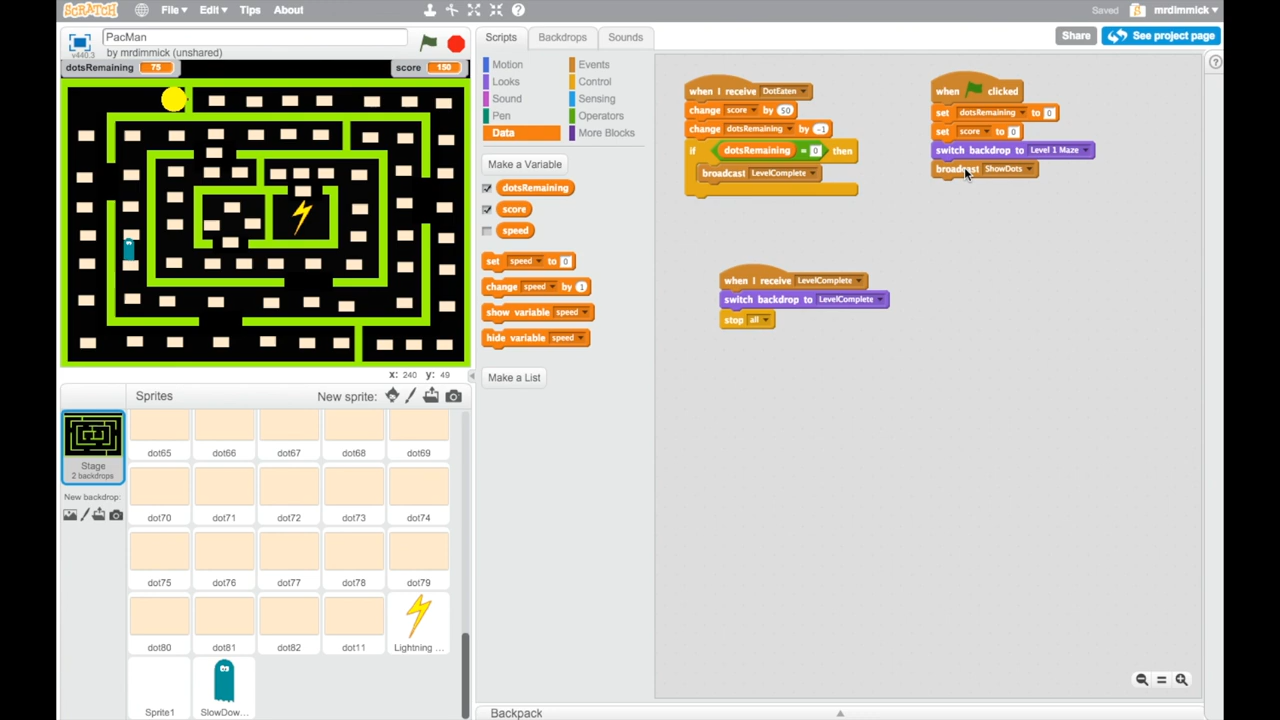 SCRATCH File▾ Edit▾ Tips About Saved mrdimmick ▾
v440.3 PacMan
by mrdimmick (unshared)
Scripts Backdrops Sounds Share See project page
dotsRemaining 75 score 150
Motion Events
Looks Control
Sound Sensing
Pen Operators
Data More Blocks
Make a Variable
dotsRemaining
score
speed
set speed ▾ to 0
change speed ▾ by 1
show variable speed ▾
hide variable speed ▾
Make a List
when I receive DotEaten ▾
change score ▾ by 50
change dotsRemaining ▾ by -1
if dotsRemaining = 0 then
broadcast LevelComplete ▾
when clicked
set dotsRemaining ▾ to 0
set score ▾ to 0
switch backdrop to Level 1 Maze ▾
broadcast ShowDots ▾
when I receive LevelComplete ▾
switch backdrop to LevelComplete ▾
stop all ▾
x: 240 y: 49
Sprites New sprite:
Stage
2 backdrops
New backdrop:
dot65 dot66 dot67 dot68 dot69
dot70 dot71 dot72 dot73 dot74
dot75 dot76 dot77 dot78 dot79
dot80 dot81 dot82 dot11 Lightning ...
Sprite1 SlowDow...
Backpack